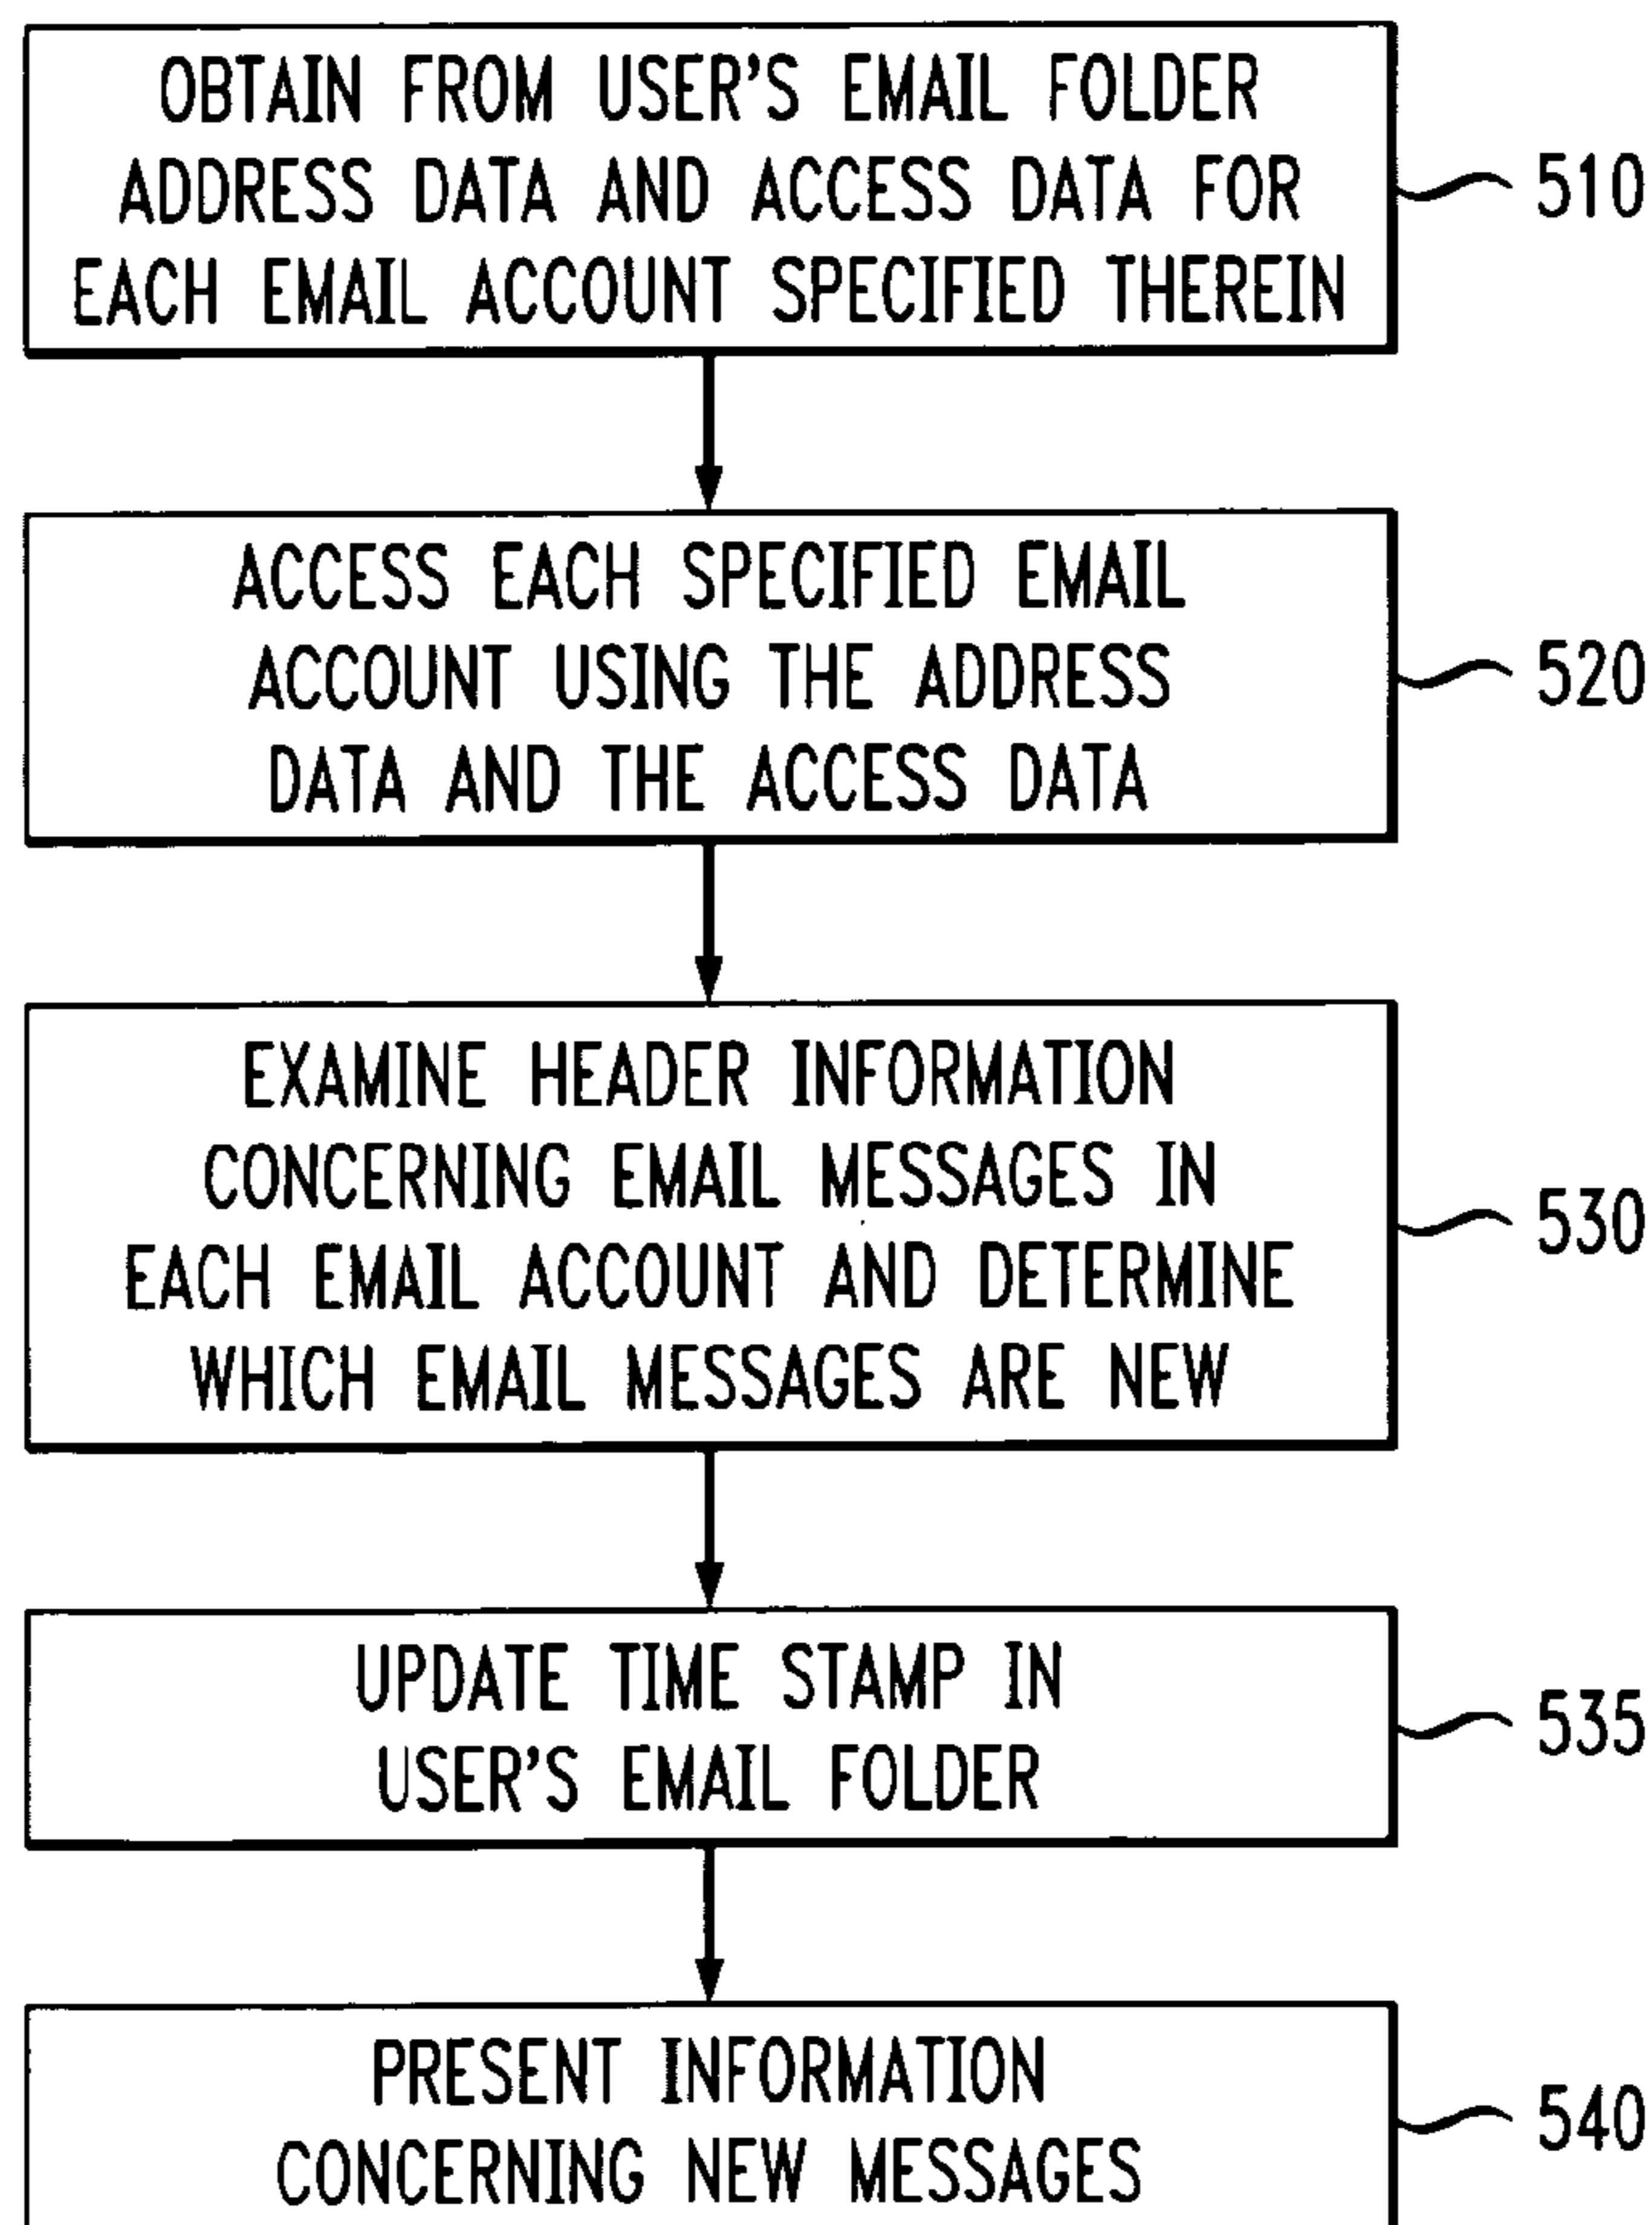 OBTAIN FROM USER'S EMAIL FOLDER
ADDRESS DATA AND ACCESS DATA FOR
EACH EMAIL ACCOUNT SPECIFIED THEREIN
510
ACCESS EACH SPECIFIED EMAIL
ACCOUNT USING THE ADDRESS
DATA AND THE ACCESS DATA
520
EXAMINE HEADER INFORMATION
CONCERNING EMAIL MESSAGES IN
EACH EMAIL ACCOUNT AND DETERMINE
WHICH EMAIL MESSAGES ARE NEW
530
UPDATE TIME STAMP IN
USER'S EMAIL FOLDER
535
PRESENT INFORMATION
CONCERNING NEW MESSAGES
540